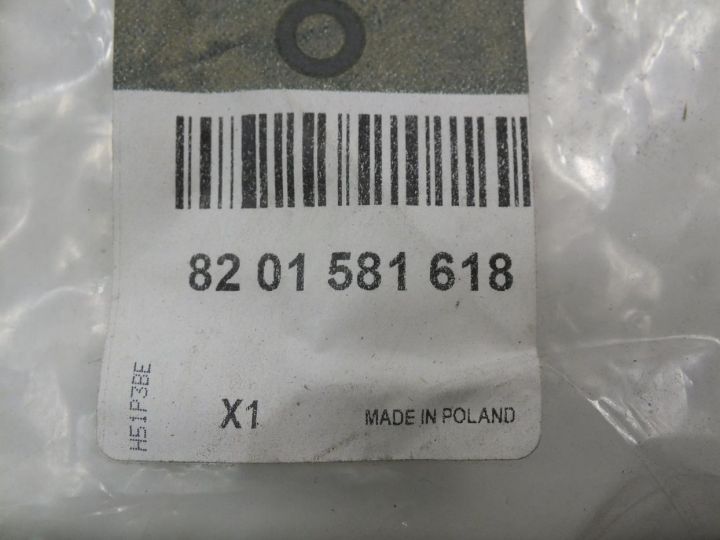 82 01 581 618
H51P3BE
X1
MADE IN POLAND